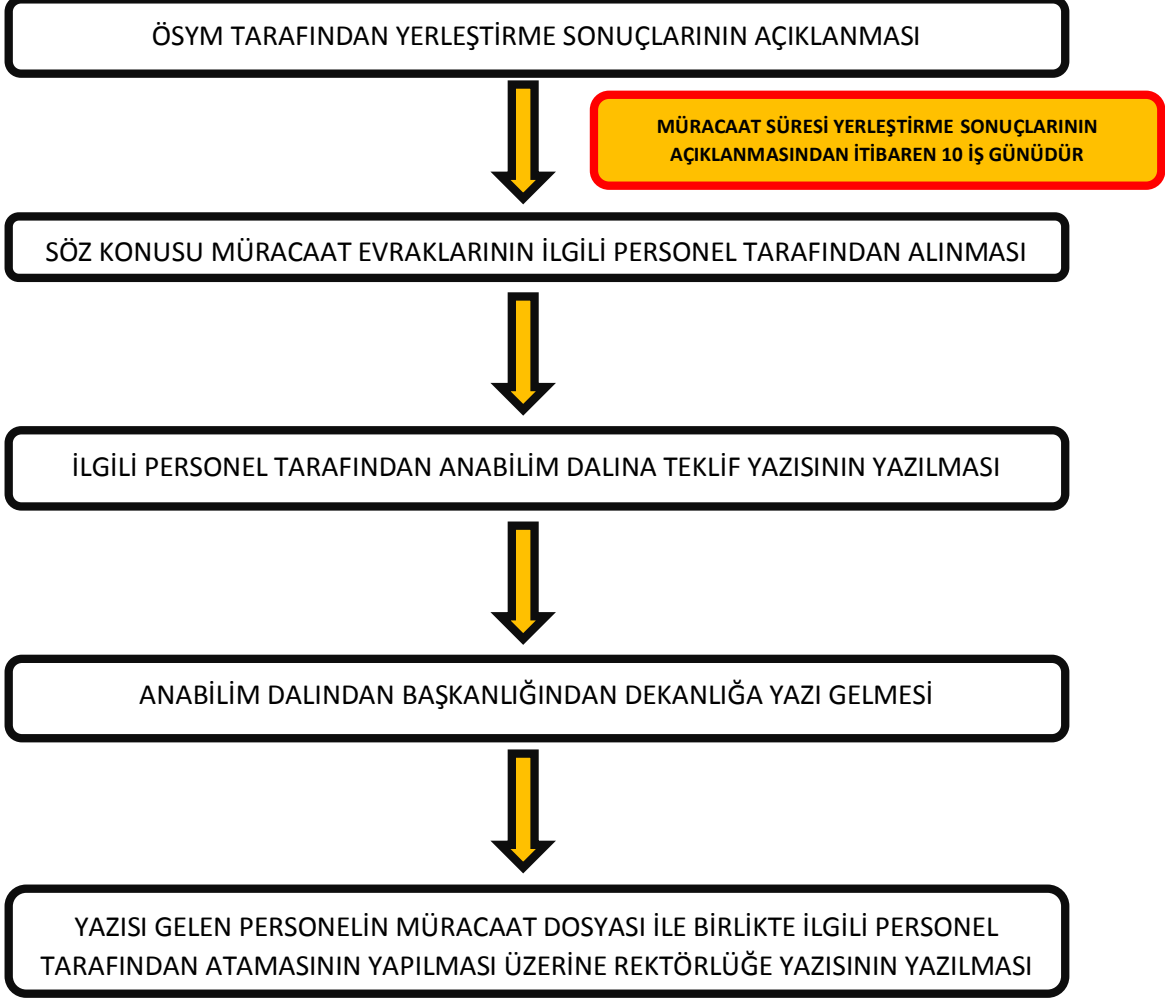 ÖSYM TARAFINDAN YERLEŞTİRME SONUÇLARININ AÇIKLANMASI
MÜRACAAT SÜRESİ YERLEŞTİRME SONUÇLARININ
AÇIKLANMASINDAN İTİBAREN 10 İŞ GÜNÜDÜR
SÖZ KONUSU MÜRACAAT EVRAKLARININ İLGİLİ PERSONEL TARAFINDAN ALINMASI
İLGİLİ PERSONEL TARAFINDAN ANABİLİM DALINA TEKLİF YAZISININ YAZILMASI
ANABİLİM DALINDAN BAŞKANLIĞINDAN DEKANLIĞA YAZI GELMESİ
YAZISI GELEN PERSONELİN MÜRACAAT DOSYASI İLE BİRLİKTE İLGİLİ PERSONEL
TARAFINDAN ATAMASININ YAPILMASI ÜZERİNE REKTÖRLÜĞE YAZISININ YAZILMASI